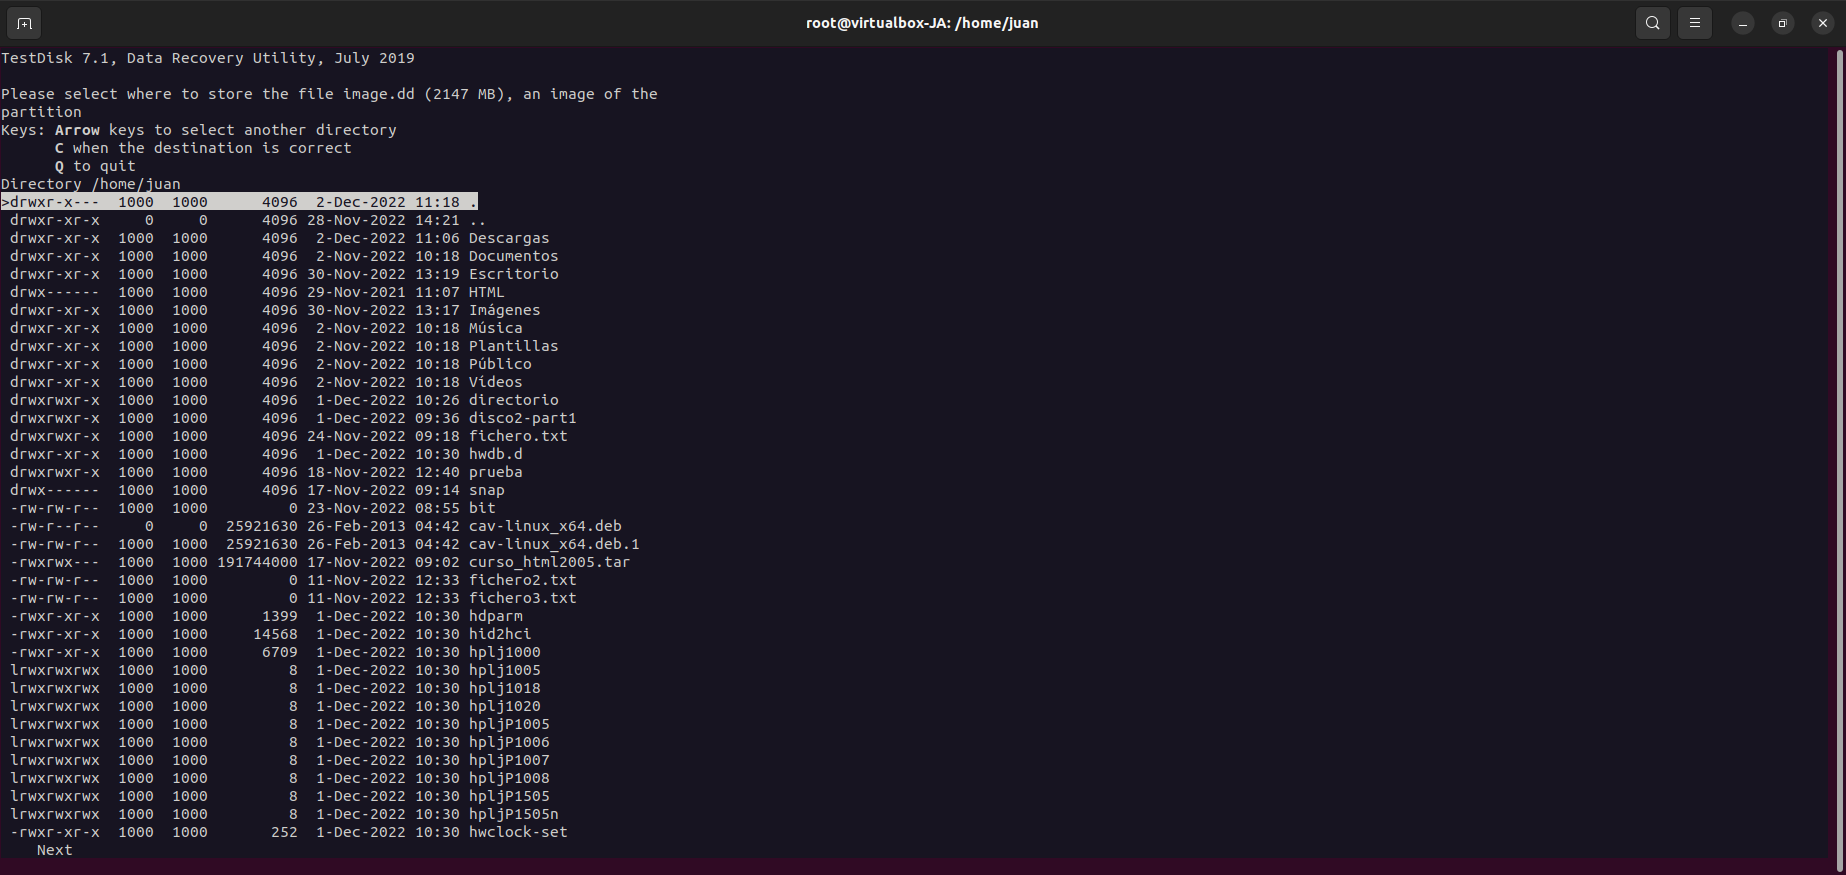 root@virtualbox-JA: /home/juan
TestDisk 7.1, Data Recovery Utility, July 2019
Please select where to store the file image.dd (2147 MB), an image of the
partition
Keys: Arrow keys to select another directory
      C when the destination is correct
      Q to quit
Directory /home/juan
>drwxr-x---  1000  1000      4096  2-Dec-2022 11:18 .
 drwxr-xr-x     0     0      4096 28-Nov-2022 14:21 ..
 drwxr-xr-x  1000  1000      4096  2-Dec-2022 11:06 Descargas
 drwxr-xr-x  1000  1000      4096  2-Nov-2022 10:18 Documentos
 drwxr-xr-x  1000  1000      4096 30-Nov-2022 13:19 Escritorio
 drwx------  1000  1000      4096 29-Nov-2021 11:07 HTML
 drwxr-xr-x  1000  1000      4096 30-Nov-2022 13:17 Imágenes
 drwxr-xr-x  1000  1000      4096  2-Nov-2022 10:18 Música
 drwxr-xr-x  1000  1000      4096  2-Nov-2022 10:18 Plantillas
 drwxr-xr-x  1000  1000      4096  2-Nov-2022 10:18 Público
 drwxr-xr-x  1000  1000      4096  2-Nov-2022 10:18 Vídeos
 drwxrwxr-x  1000  1000      4096  1-Dec-2022 10:26 directorio
 drwxrwxr-x  1000  1000      4096  1-Dec-2022 09:36 disco2-part1
 drwxrwxr-x  1000  1000      4096 24-Nov-2022 09:18 fichero.txt
 drwxr-xr-x  1000  1000      4096  1-Dec-2022 10:30 hwdb.d
 drwxrwxr-x  1000  1000      4096 18-Nov-2022 12:40 prueba
 drwx------  1000  1000      4096 17-Nov-2022 09:14 snap
 -rw-rw-r--  1000  1000         0 23-Nov-2022 08:55 bit
 -rw-r--r--     0     0  25921630 26-Feb-2013 04:42 cav-linux_x64.deb
 -rw-rw-r--  1000  1000  25921630 26-Feb-2013 04:42 cav-linux_x64.deb.1
 -rwxrwx---  1000  1000 191744000 17-Nov-2022 09:02 curso_html2005.tar
 -rw-rw-r--  1000  1000         0 11-Nov-2022 12:33 fichero2.txt
 -rw-rw-r--  1000  1000         0 11-Nov-2022 12:33 fichero3.txt
 -rwxr-xr-x  1000  1000      1399  1-Dec-2022 10:30 hdparm
 -rwxr-xr-x  1000  1000     14568  1-Dec-2022 10:30 hid2hci
 -rwxr-xr-x  1000  1000      6709  1-Dec-2022 10:30 hplj1000
 lrwxrwxrwx  1000  1000         8  1-Dec-2022 10:30 hplj1005
 lrwxrwxrwx  1000  1000         8  1-Dec-2022 10:30 hplj1018
 lrwxrwxrwx  1000  1000         8  1-Dec-2022 10:30 hplj1020
 lrwxrwxrwx  1000  1000         8  1-Dec-2022 10:30 hpljP1005
 lrwxrwxrwx  1000  1000         8  1-Dec-2022 10:30 hpljP1006
 lrwxrwxrwx  1000  1000         8  1-Dec-2022 10:30 hpljP1007
 lrwxrwxrwx  1000  1000         8  1-Dec-2022 10:30 hpljP1008
 lrwxrwxrwx  1000  1000         8  1-Dec-2022 10:30 hpljP1505
 lrwxrwxrwx  1000  1000         8  1-Dec-2022 10:30 hpljP1505n
 -rwxr-xr-x  1000  1000       252  1-Dec-2022 10:30 hwclock-set
    Next